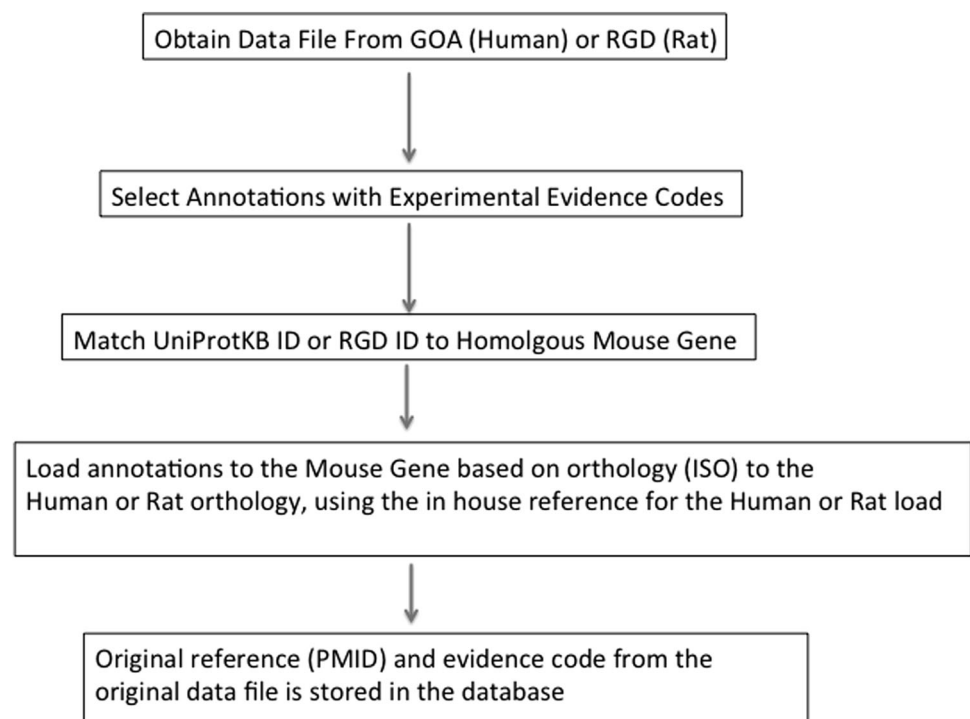 Obtain Data File From GOA (Human) or RGD (Rat)
Select Annotations with Experimental Evidence Codes
Match UniProtKB ID or RGD ID to Homolgous Mouse Gene
Load annotations to the Mouse Gene based on orthology (ISO) to the
Human or Rat orthology, using the in house reference for the Human or Rat load
Original reference (PMID) and evidence code from the
original data file is stored in the database